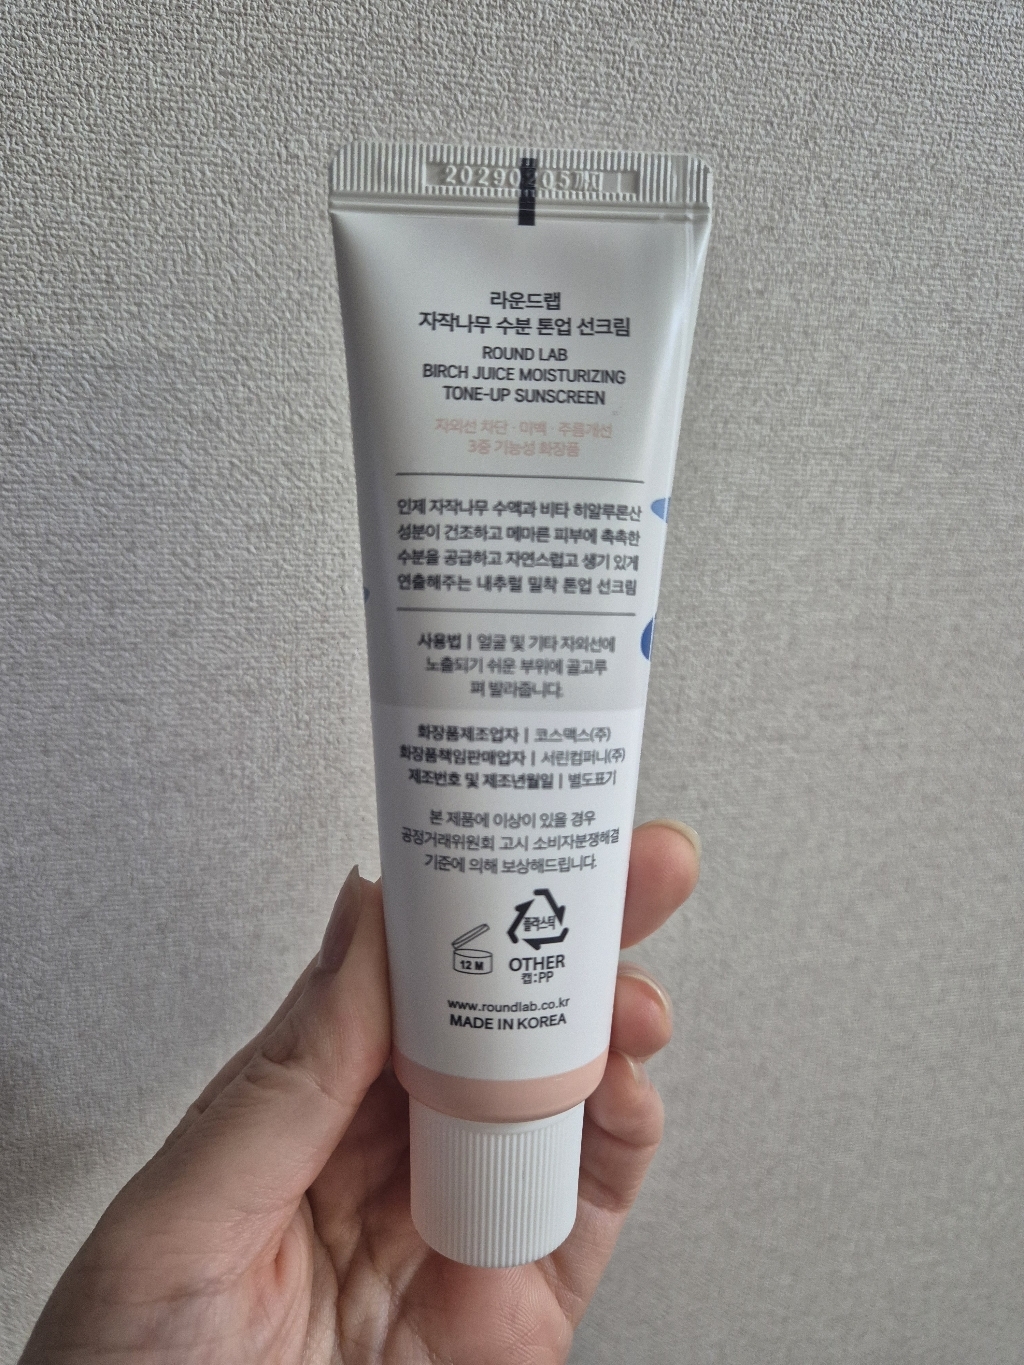 20290205까지
라운드랩
자작나무 수분 톤업 선크림
ROUND LAB
BIRCH JUICE MOISTURIZING
TONE-UP SUNSCREEN
자외선 차단 · 미백 · 주름개선
3중 기능성 화장품
인제 자작나무 수액과 비타 히알루론산
성분이 건조하고 메마른 피부에 촉촉한
수분을 공급하고 자연스럽고 생기 있게
연출해주는 내추럴 밀착 톤업 선크림
사용법 | 얼굴 및 기타 자외선에
노출되기 쉬운 부위에 골고루
펴 발라줍니다.
화장품제조업자 | 코스맥스(주)
화장품책임판매업자 | 서린컴퍼니(주)
제조번호 및 제조년월일 | 별도표기
본 제품에 이상이 있을 경우
공정거래위원회 고시 소비자분쟁해결
기준에 의해 보상해드립니다.
플라스틱
12 M
OTHER
캡:PP
www.roundlab.co.kr
MADE IN KOREA